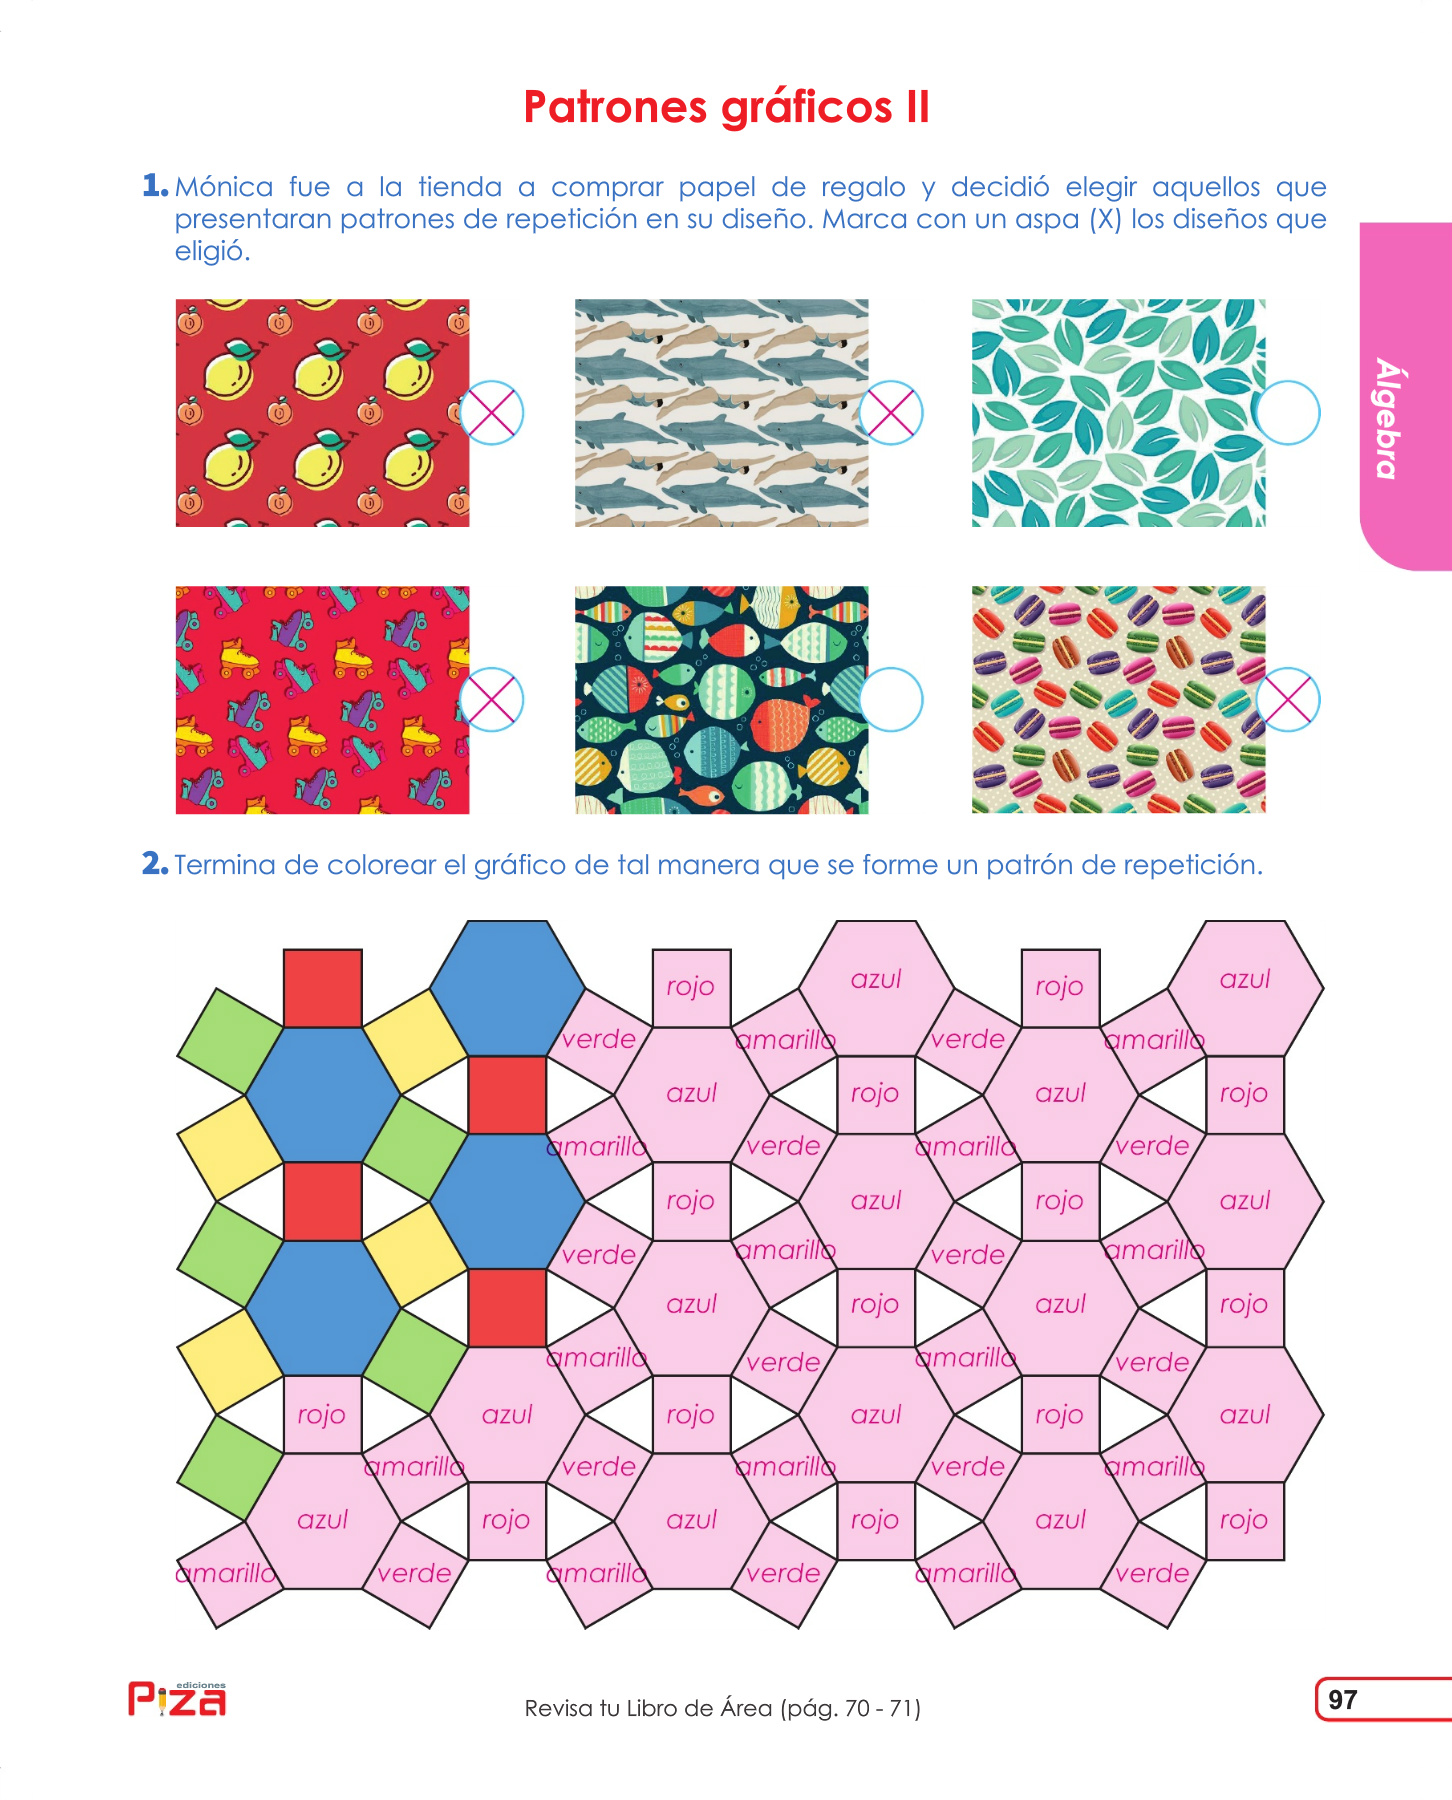 Patrones gráficos II
1. Mónica fue a la tienda a comprar papel de regalo y decidió elegir aquellos que
presentaran patrones de repetición en su diseño. Marca con un aspa (X) los diseños que
eligió.
Álgebra
2. Termina de colorear el gráfico de tal manera que se forme un patrón de repetición.
azul azul
rojo rojo
verde amarillo verde amarillo
azul rojo azul rojo
amarillo verde amarillo verde
rojo azul rojo azul
verde amarillo verde amarillo
azul rojo azul rojo
amarillo verde amarillo verde
rojo azul rojo azul rojo azul
amarillo verde amarillo verde amarillo
azul rojo azul rojo azul rojo
amarillo verde amarillo verde amarillo verde
ediciones
Piza
Revisa tu Libro de Área (pág. 70 - 71)
97